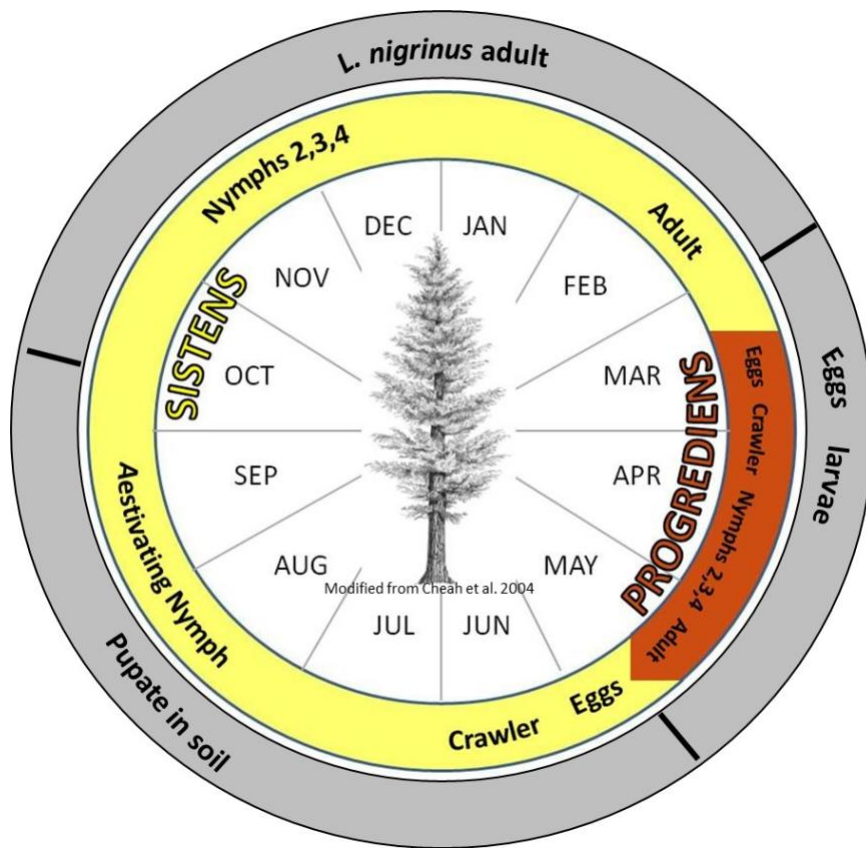 L. nigrinus adult
Eggs larvae
Pupate in soil
Nymphs 2,3,4
Adult
Eggs Crawler Nymphs 2,3,4 Adult
Eggs
Crawler
Aestivating Nymph
SISTENS
PROGREDIENS
JAN
FEB
MAR
APR
MAY
JUN
JUL
AUG
SEP
OCT
NOV
DEC
Modified from Cheah et al. 2004